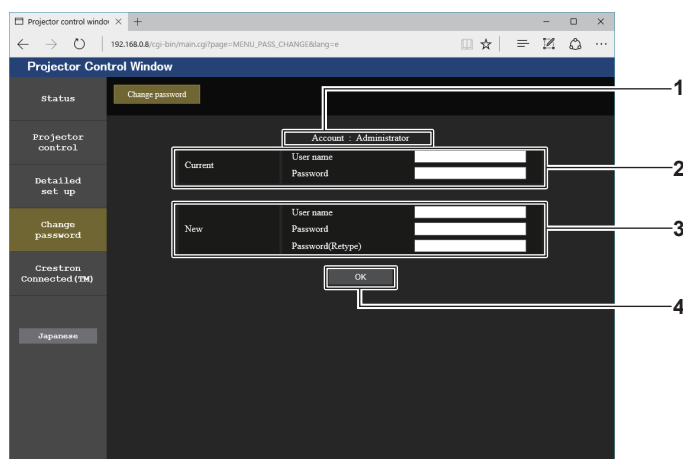 Projector control windo
192.168.0.8/cgi-bin/main.cgi?page=MENU_PASS_CHANGE&lang=e
Projector Control Window
Status
Projector
control
Detailed
set up
Change
password
Crestron
Connected(TM)
Japanese
Change password
Account : Administrator
Current
User name
Password
New
User name
Password
Password(Retype)
OK
1
2
3
4